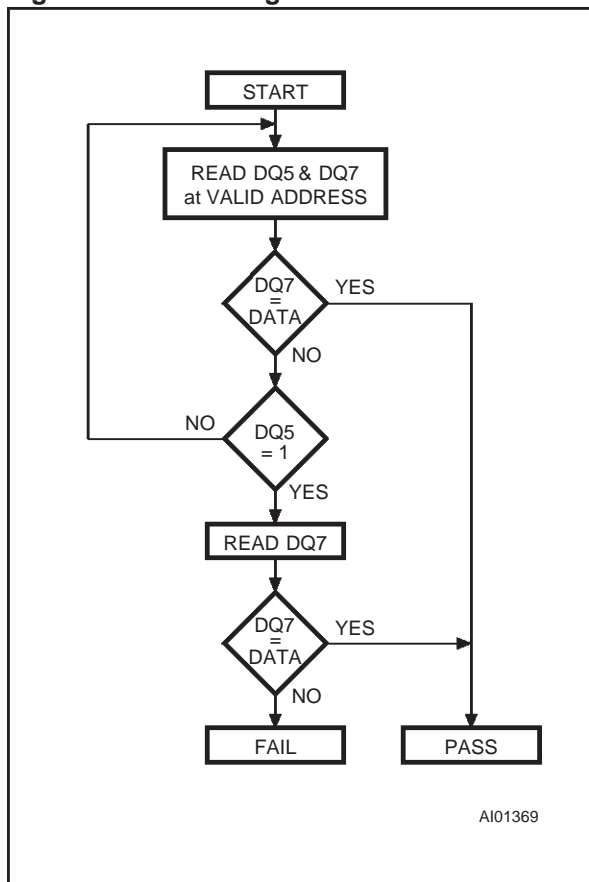 START
READ DQ5 & DQ7
at VALID ADDRESS
DQ7
=
DATA
YES
NO
DQ5
= 1
NO
YES
READ DQ7
DQ7
=
DATA
YES
NO
FAIL
PASS
AI01369